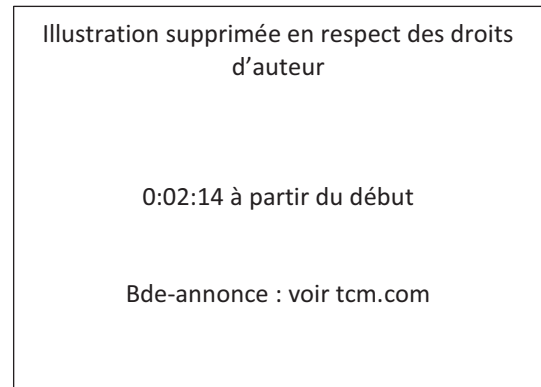 Illustration supprimée en respect des droits
d’auteur
0:02:14 à partir du début
Bde-annonce : voir tcm.com